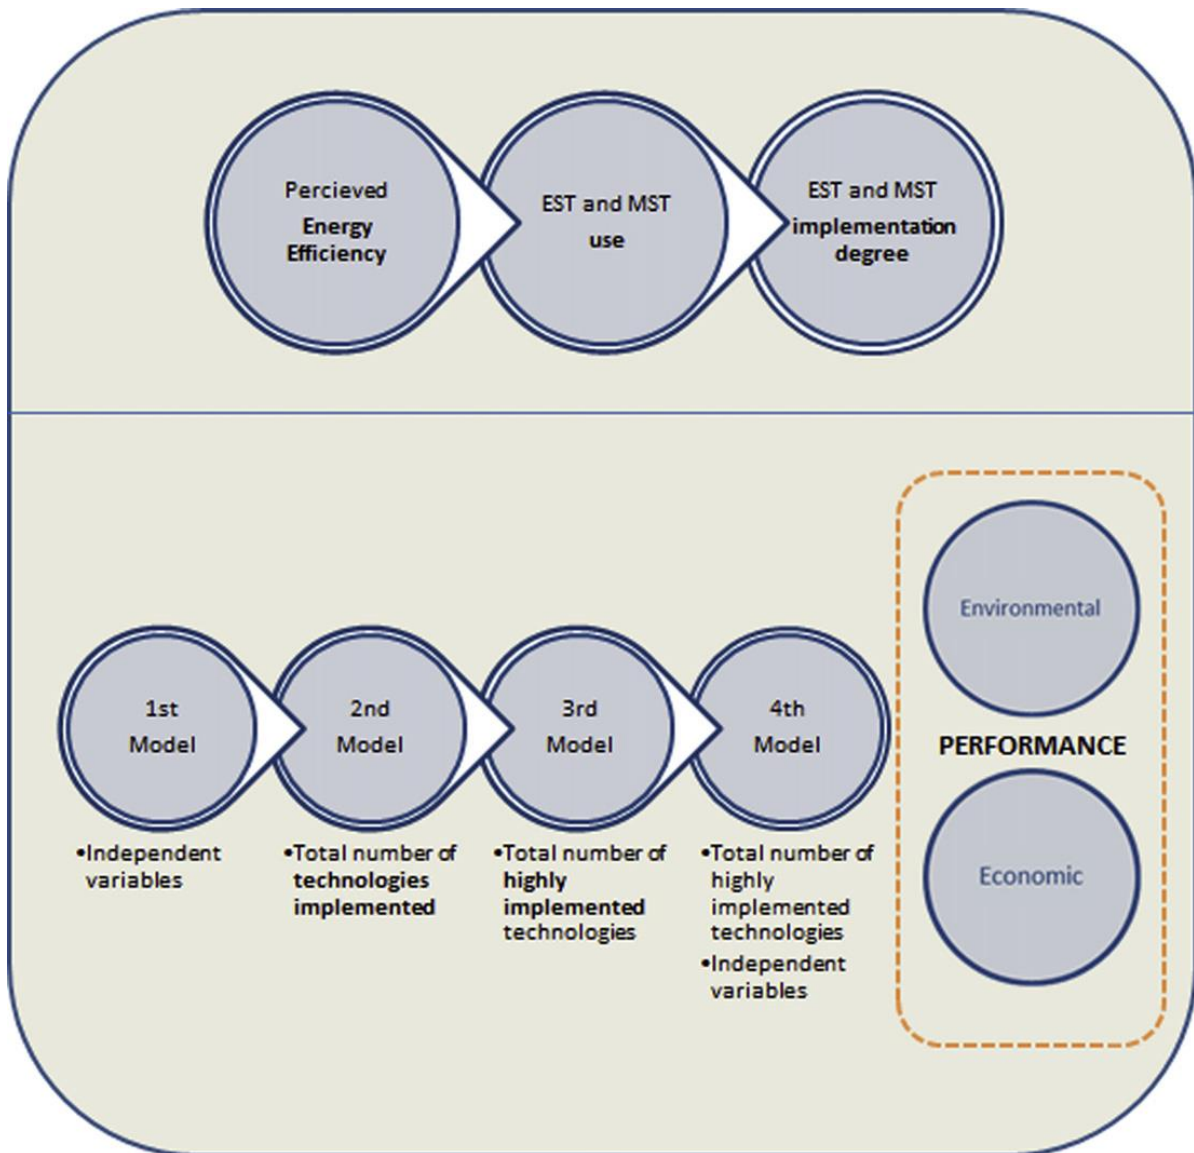 Percieved
Energy
Efficiency
EST and MST
use
EST and MST
implementation
degree
1st
Model
•Independent
variables
2nd
Model
•Total number of
technologies
implemented
3rd
Model
•Total number of
highly
implemented
technologies
4th
Model
•Total number of
highly
implemented
technologies
•Independent
variables
Environmental
PERFORMANCE
Economic